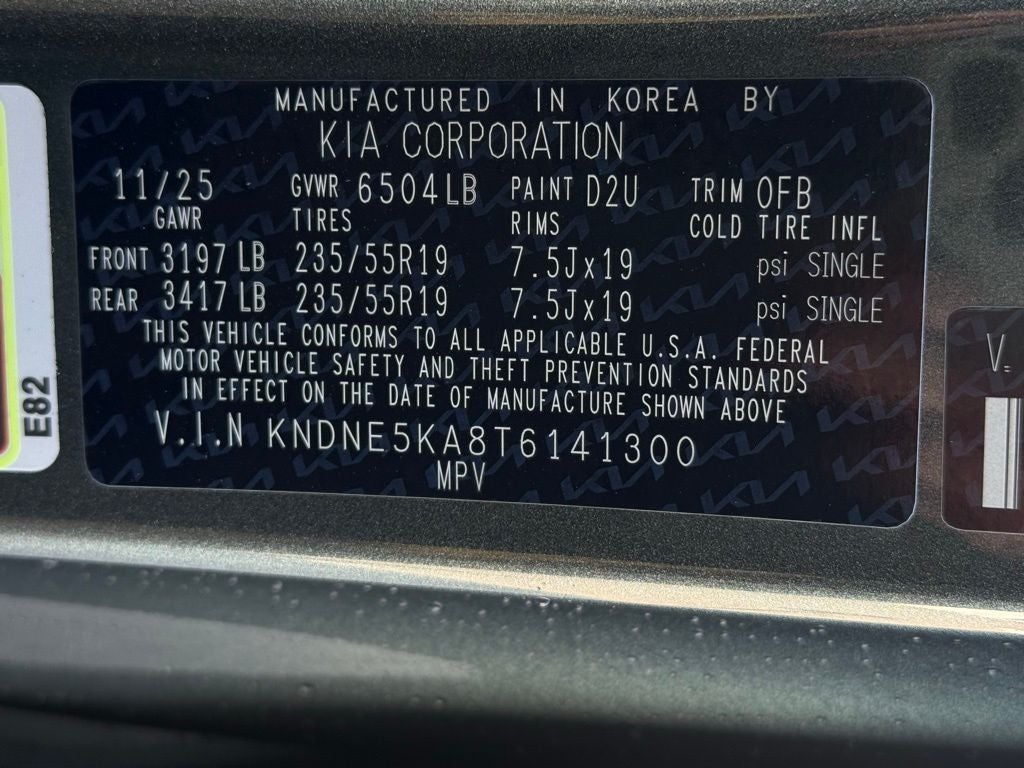 MANUFACTURED IN KOREA BY
KIA CORPORATION
11/25 GVWR 6504LB PAINT D2U TRIM OFB
GAWR TIRES RIMS COLD TIRE INFL
FRONT 3197 LB 235/55R19 7.5Jx19 psi SINGLE
REAR 3417 LB 235/55R19 7.5Jx19 psi SINGLE
THIS VEHICLE CONFORMS TO ALL APPLICABLE U.S.A. FEDERAL
MOTOR VEHICLE SAFETY AND THEFT PREVENTION STANDARDS
IN EFFECT ON THE DATE OF MANUFACTURE SHOWN ABOVE
V.I.N KNDNE5KA8T6141300
MPV
E82
V.